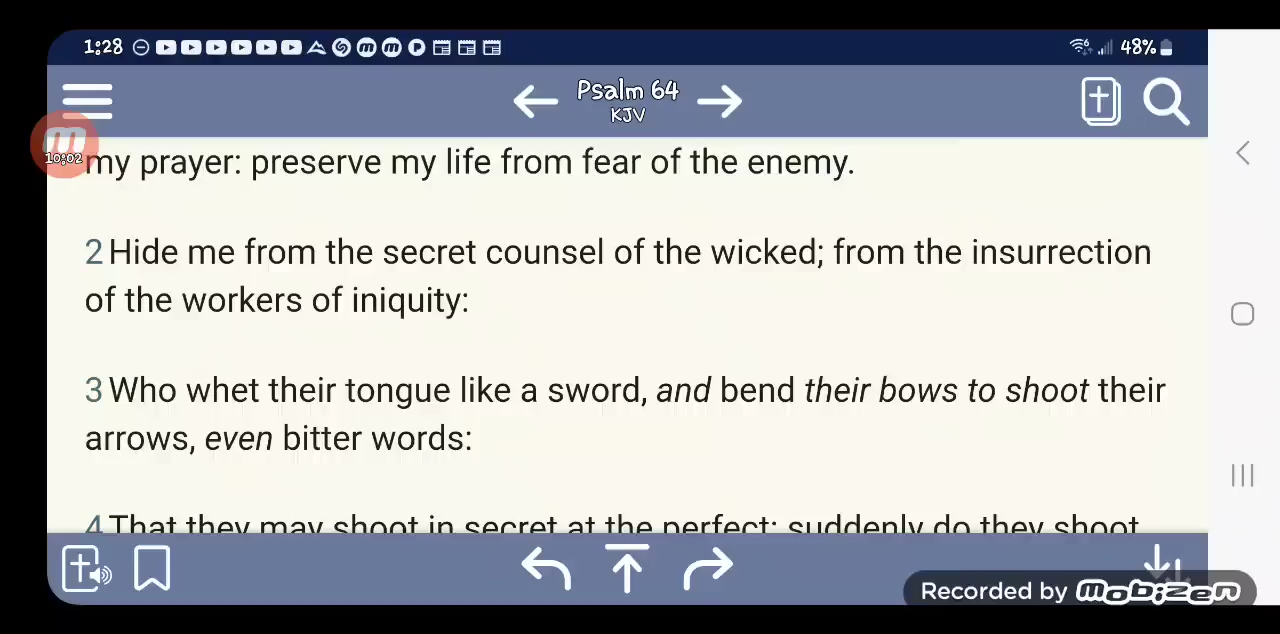 1:28 48%
Psalm 64
KJV
10:02
my prayer: preserve my life from fear of the enemy.
2 Hide me from the secret counsel of the wicked; from the insurrection
of the workers of iniquity:
3 Who whet their tongue like a sword, and bend their bows to shoot their
arrows, even bitter words:
4 That they may shoot in secret at the perfect: suddenly do they shoot
Recorded by Mobizen